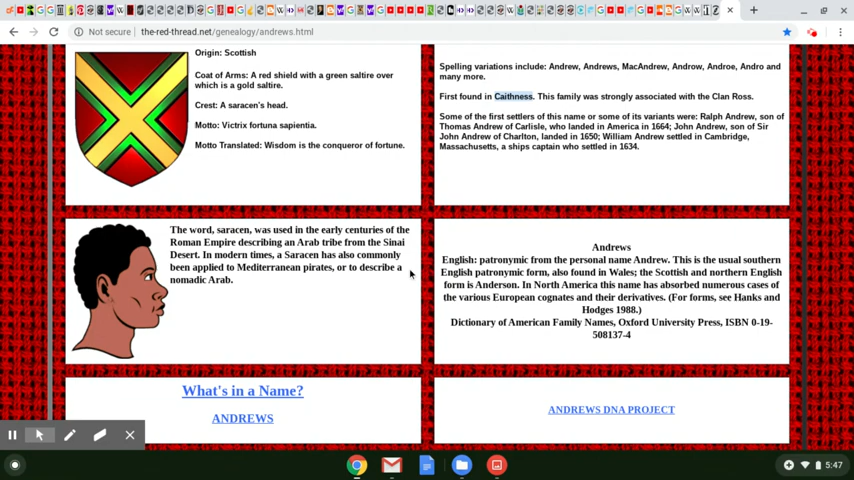 Not secure | the-red-thread.net/genealogy/andrews.html
Origin: Scottish
Coat of Arms: A red shield with a green saltire over
which is a gold saltire.
Crest: A saracen's head.
Motto: Victrix fortuna sapientia.
Motto Translated: Wisdom is the conqueror of fortune.
Spelling variations include: Andrew, Andrews, MacAndrew, Androw, Androe, Andro and
many more.
First found in Caithness. This family was strongly associated with the Clan Ross.
Some of the first settlers of this name or some of its variants were: Ralph Andrew, son of
Thomas Andrew of Carlisle, who landed in America in 1664; John Andrew, son of Sir
John Andrew of Charlton, landed in 1650; William Andrew settled in Cambridge,
Massachusetts, a ships captain who settled in 1634.
The word, saracen, was used in the early centuries of the
Roman Empire describing an Arab tribe from the Sinai
Desert. In modern times, a Saracen has also commonly
been applied to Mediterranean pirates, or to describe a
nomadic Arab.
Andrews
English: patronymic from the personal name Andrew. This is the usual southern
English patronymic form, also found in Wales; the Scottish and northern English
form is Anderson. In North America this name has absorbed numerous cases of
the various European cognates and their derivatives. (For forms, see Hanks and
Hodges 1988.)
Dictionary of American Family Names, Oxford University Press, ISBN 0-19-
508137-4
What's in a Name?
ANDREWS
ANDREWS DNA PROJECT
5:47